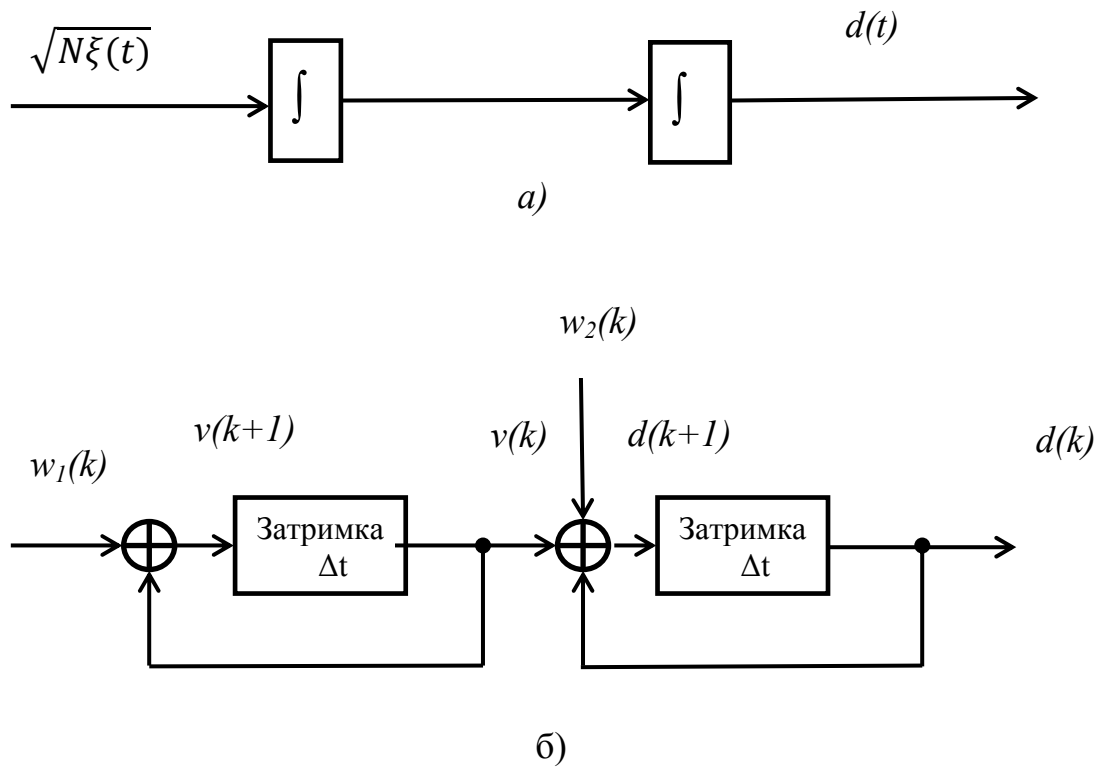 √Nξ(t)
d(t)
∫
∫
а)
w₂(k)
v(k+1)
v(k)
d(k+1)
d(k)
w₁(k)
Затримка
Δt
Затримка
Δt
б)